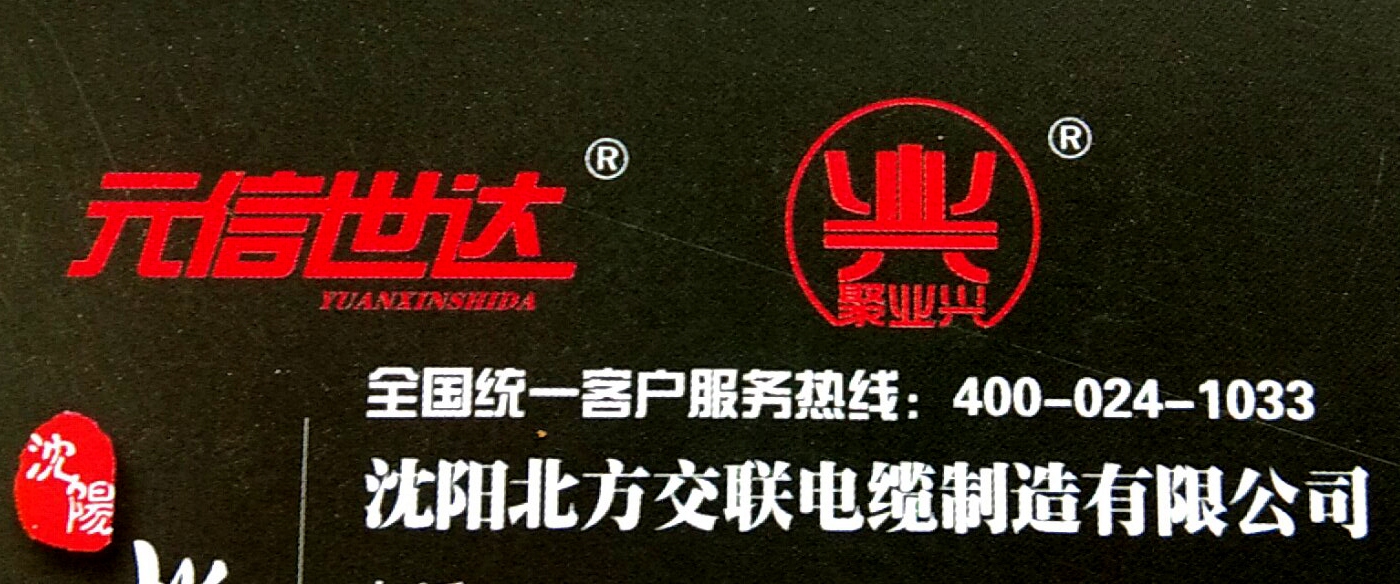 元信世达®
YUANXINSHIDA
®
聚业兴
全国统一客户服务热线：400-024-1033
沈陽
沈阳北方交联电缆制造有限公司